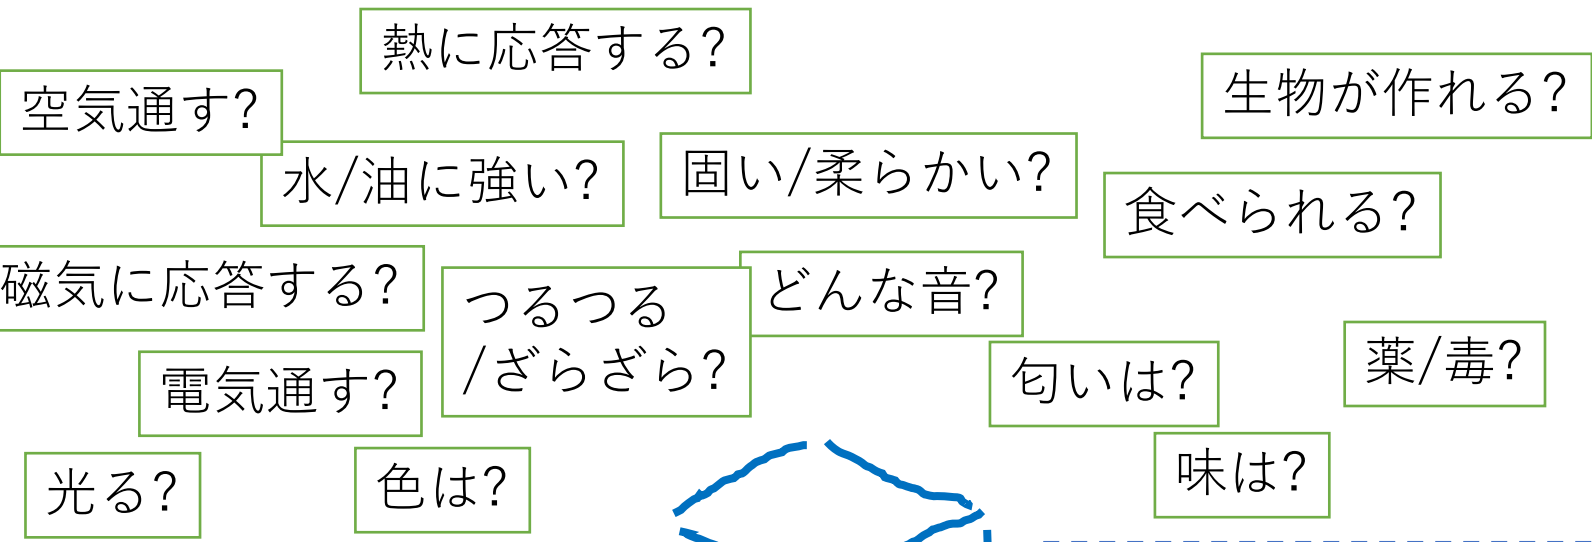 熱に応答する?
生物が作れる?
空気通す?
水/油に強い?
固い/柔らかい?
食べられる?
磁気に応答する?
どんな音?
つるつる
/ざらざら?
薬/毒?
匂いは?
電気通す?
味は?
色は?
光る?